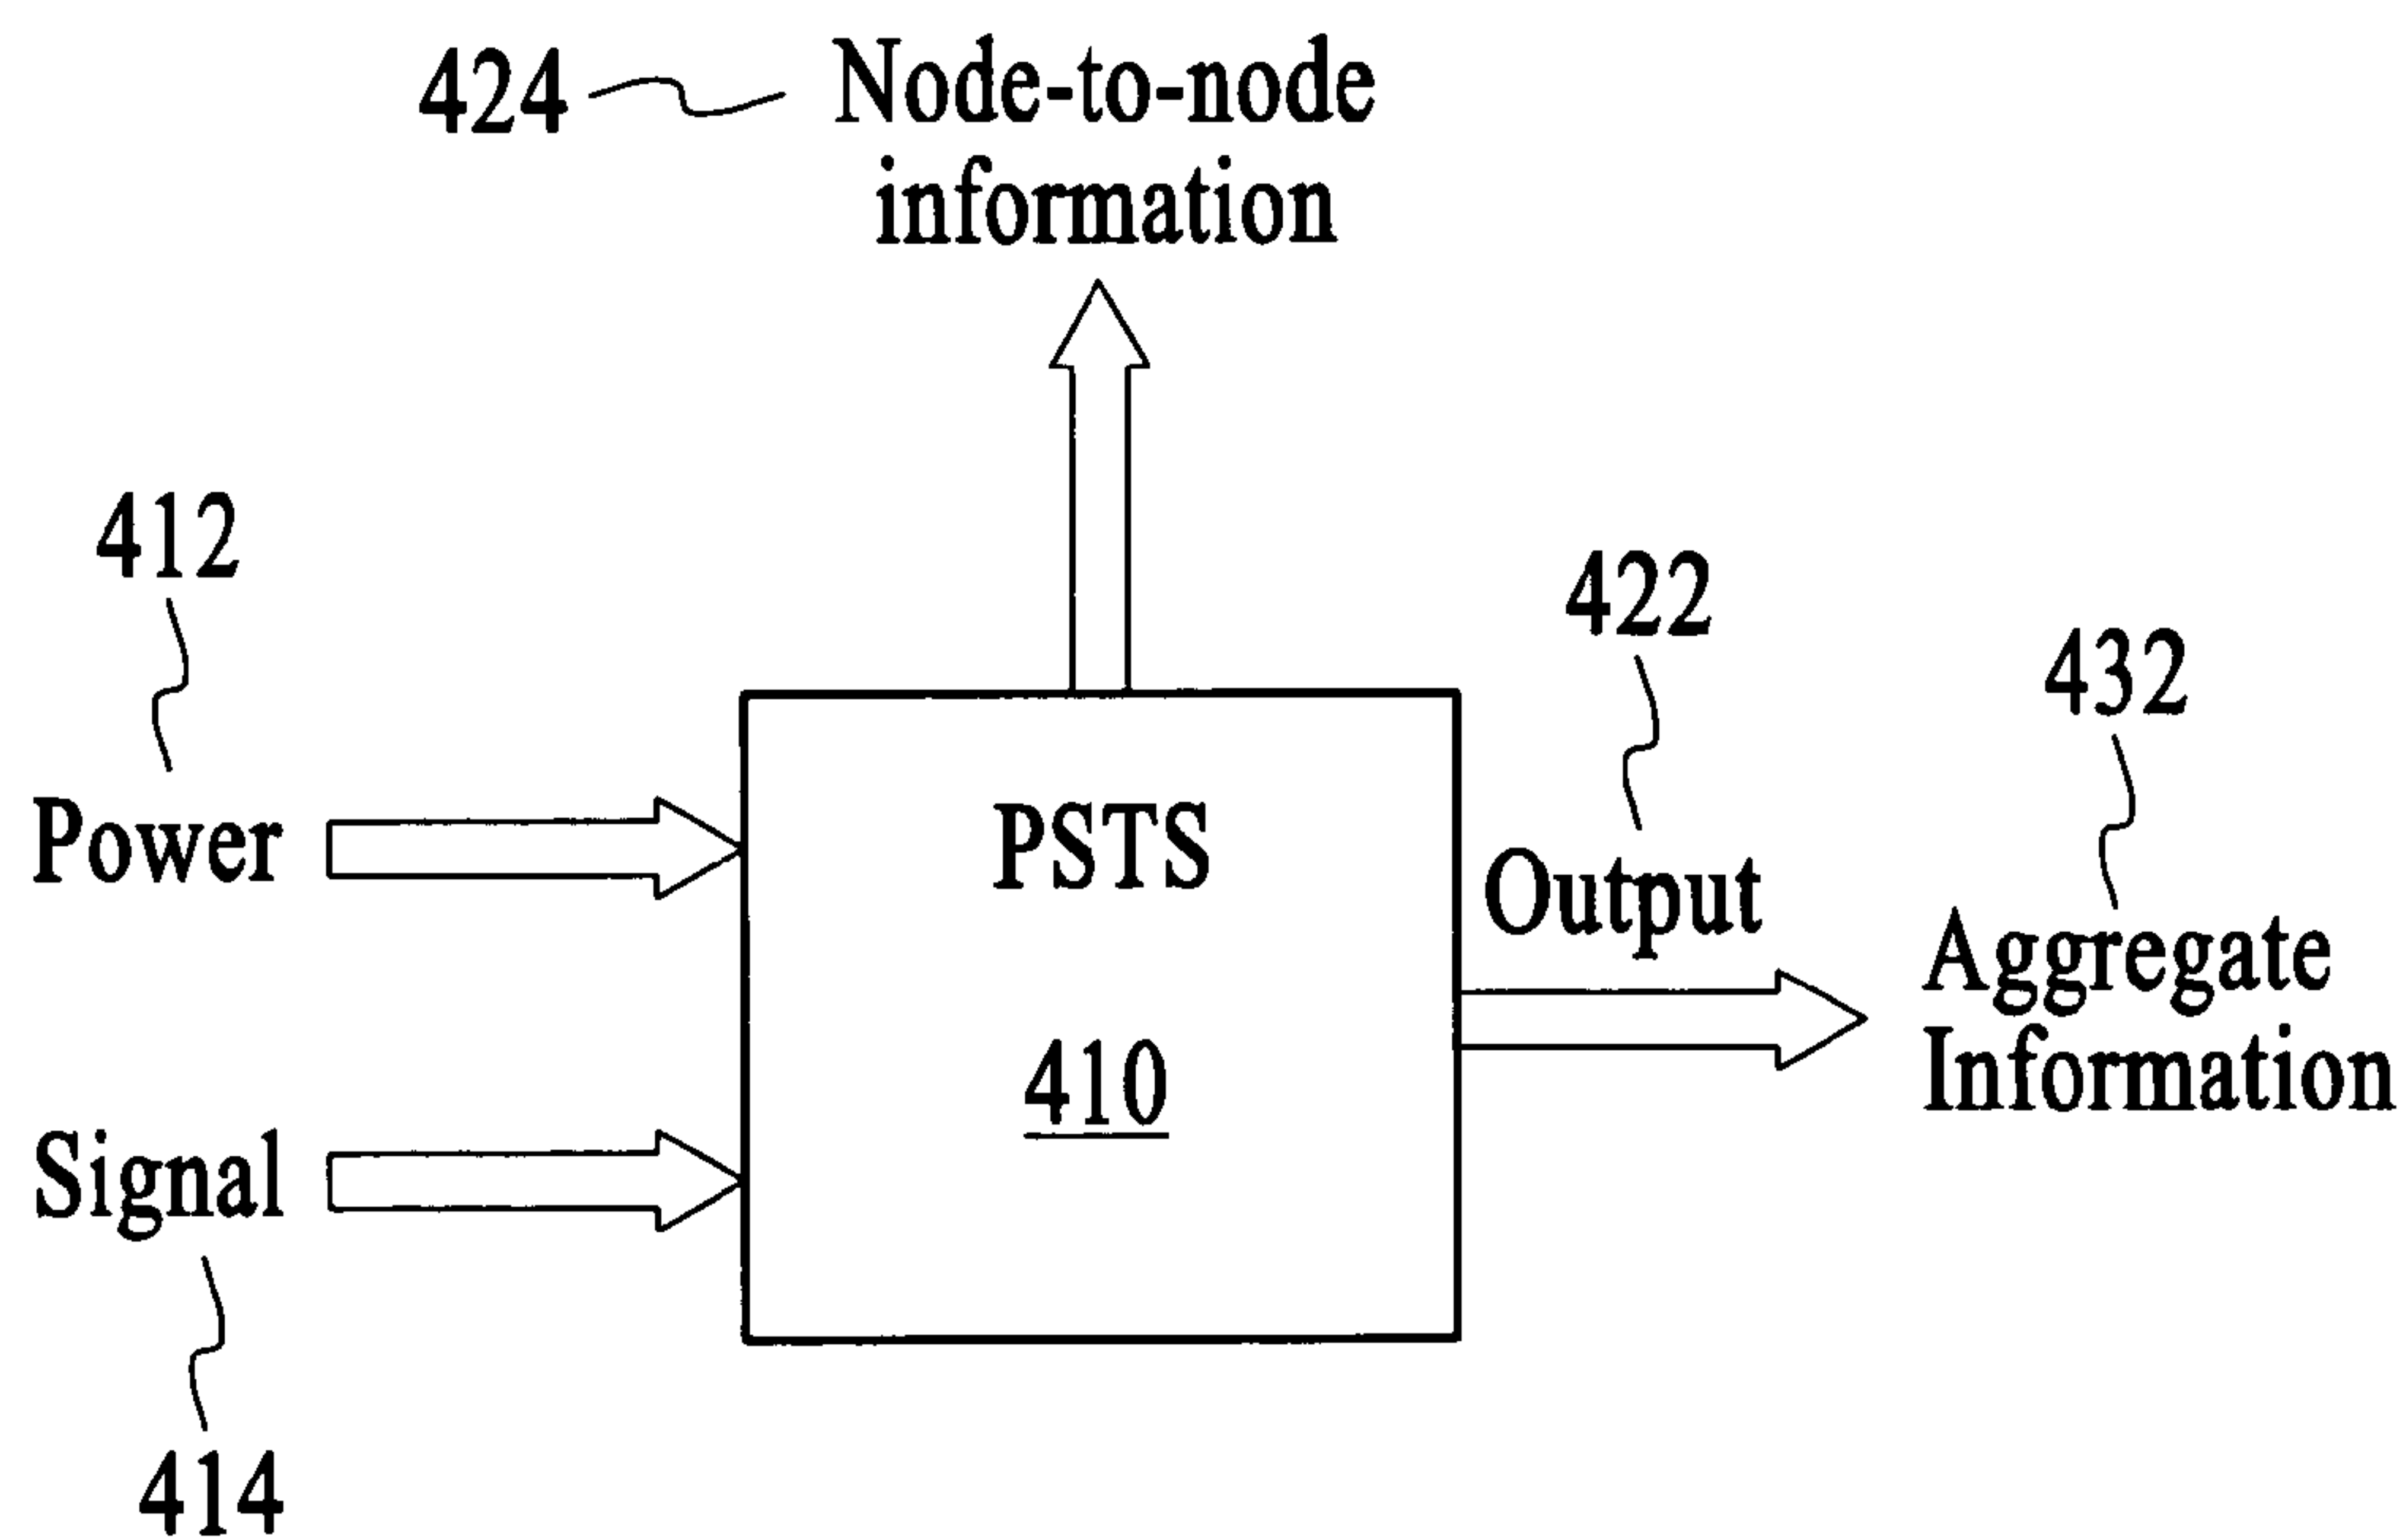 424
Node-to-node
information
412
422
432
Power
PSTS
Output
Aggregate
Information
410
Signal
414